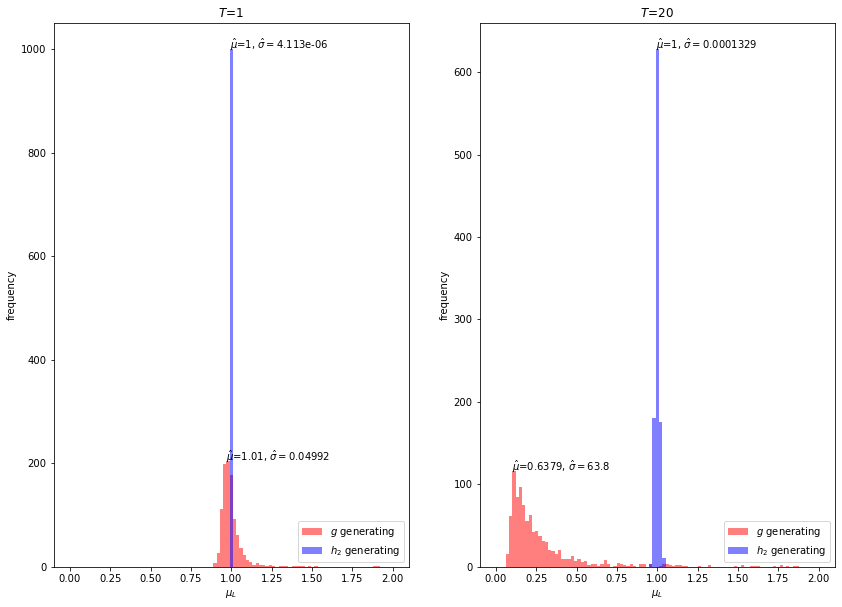 T=1
1000
800
600
400
200
0
frequency
μ̂=1, σ̂ = 4.113e-06
μ̂=1.01, σ̂ = 0.04992
g generating
h₂ generating
0.00 0.25 0.50 0.75 1.00 1.25 1.50 1.75 2.00
μ_L
T=20
600
500
400
300
200
100
0
frequency
μ̂=1, σ̂ = 0.0001329
μ̂=0.6379, σ̂ = 63.8
g generating
h₂ generating
0.00 0.25 0.50 0.75 1.00 1.25 1.50 1.75 2.00
μ_L